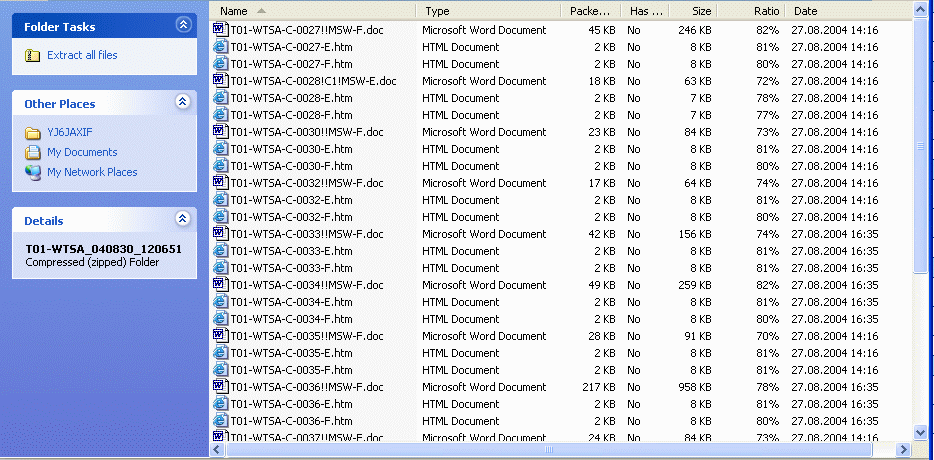 Folder Tasks
Extract all files
Other Places
YJ6JAXIF
My Documents
My Network Places
Details
T01-WTSA_040830_120651
Compressed (zipped) Folder
Name Type Packe... Has ... Size Ratio Date
T01-WTSA-C-0027!!MSW-F.doc Microsoft Word Document 45 KB No 246 KB 82% 27.08.2004 14:16
T01-WTSA-C-0027-E.htm HTML Document 2 KB No 8 KB 81% 27.08.2004 14:16
T01-WTSA-C-0027-F.htm HTML Document 2 KB No 8 KB 80% 27.08.2004 14:16
T01-WTSA-C-0028!C1!MSW-E.doc Microsoft Word Document 18 KB No 63 KB 72% 27.08.2004 14:16
T01-WTSA-C-0028-E.htm HTML Document 2 KB No 7 KB 78% 27.08.2004 14:16
T01-WTSA-C-0028-F.htm HTML Document 2 KB No 7 KB 77% 27.08.2004 14:16
T01-WTSA-C-0030!!MSW-F.doc Microsoft Word Document 23 KB No 84 KB 73% 27.08.2004 14:16
T01-WTSA-C-0030-E.htm HTML Document 2 KB No 8 KB 81% 27.08.2004 14:16
T01-WTSA-C-0030-F.htm HTML Document 2 KB No 8 KB 80% 27.08.2004 14:16
T01-WTSA-C-0032!!MSW-F.doc Microsoft Word Document 17 KB No 64 KB 74% 27.08.2004 14:16
T01-WTSA-C-0032-E.htm HTML Document 2 KB No 8 KB 81% 27.08.2004 14:16
T01-WTSA-C-0032-F.htm HTML Document 2 KB No 8 KB 80% 27.08.2004 14:16
T01-WTSA-C-0033!!MSW-F.doc Microsoft Word Document 42 KB No 156 KB 74% 27.08.2004 14:16
T01-WTSA-C-0033-E.htm HTML Document 2 KB No 8 KB 81% 27.08.2004 14:16
T01-WTSA-C-0033-F.htm HTML Document 2 KB No 8 KB 81% 27.08.2004 14:16
T01-WTSA-C-0034!!MSW-F.doc Microsoft Word Document 49 KB No 259 KB 82% 27.08.2004 16:35
T01-WTSA-C-0034-E.htm HTML Document 2 KB No 8 KB 81% 27.08.2004 16:35
T01-WTSA-C-0034-F.htm HTML Document 2 KB No 8 KB 80% 27.08.2004 16:35
T01-WTSA-C-0035!!MSW-F.doc Microsoft Word Document 28 KB No 91 KB 70% 27.08.2004 14:16
T01-WTSA-C-0035-E.htm HTML Document 2 KB No 8 KB 81% 27.08.2004 14:16
T01-WTSA-C-0035-F.htm HTML Document 2 KB No 8 KB 81% 27.08.2004 14:16
T01-WTSA-C-0036!!MSW-F.doc Microsoft Word Document 217 KB No 958 KB 78% 27.08.2004 16:35
T01-WTSA-C-0036-E.htm HTML Document 2 KB No 8 KB 81% 27.08.2004 16:35
T01-WTSA-C-0036-F.htm HTML Document 2 KB No 8 KB 80% 27.08.2004 16:35
T01-WTSA-C-0037!!MSW-F.doc Microsoft Word Document 24 KB No 84 KB 73% 27.08.2004 14:16